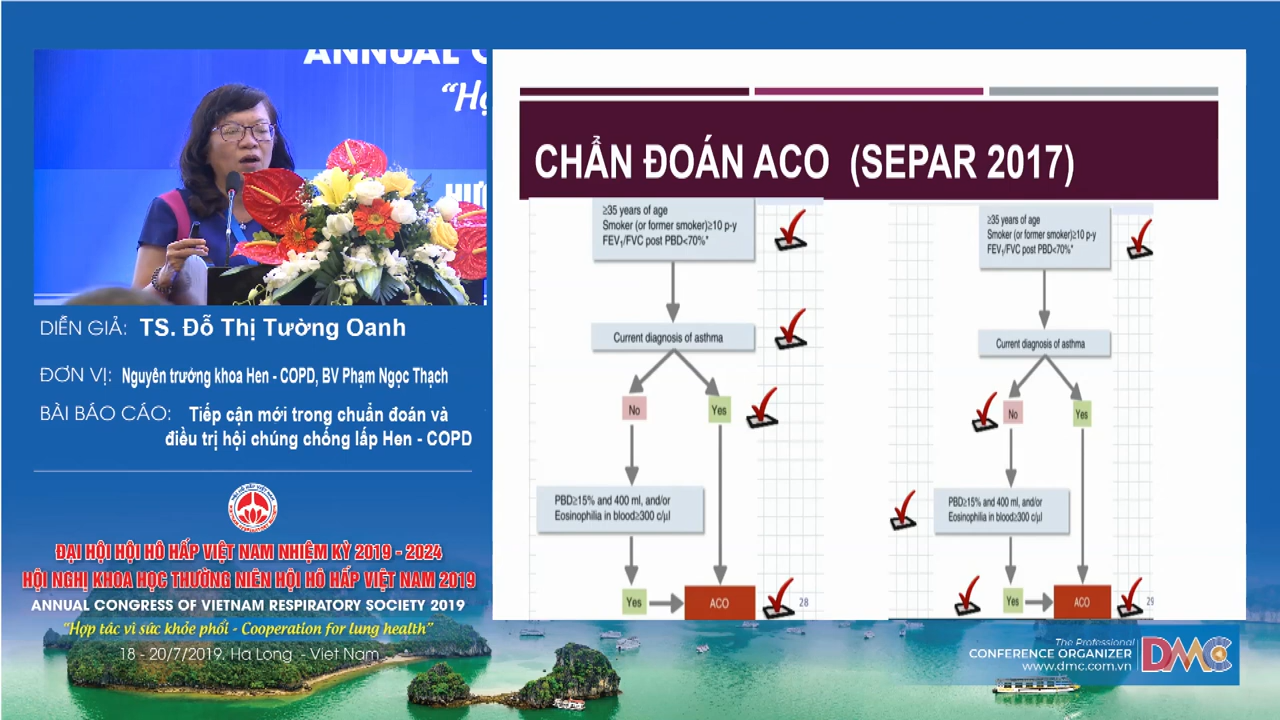 ANNUAL C
“Họ
HƯ
DIỄN GIẢ: TS. Đỗ Thị Tường Oanh
ĐƠN VỊ: Nguyên trưởng khoa Hen - COPD, BV Phạm Ngọc Thạch
BÀI BÁO CÁO: Tiếp cận mới trong chuẩn đoán và
điều trị hội chứng chồng lấp Hen - COPD
ĐẠI HỘI HỘI HÔ HẤP VIỆT NAM NHIỆM KỲ 2019 - 2024
HỘI NGHỊ KHOA HỌC THƯỜNG NIÊN HỘI HÔ HẤP VIỆT NAM 2019
ANNUAL CONGRESS OF VIETNAM RESPIRATORY SOCIETY 2019
“Hợp tác vì sức khỏe phổi - Cooperation for lung health”
18 - 20/7/2019. Ha Long - Viet Nam
CHẨN ĐOÁN ACO (SEPAR 2017)
≥35 years of age
Smoker (or former smoker)≥10 p-y
FEV₁/FVC post PBD<70%*
Current diagnosis of asthma
No Yes
PBD≥15% and 400 ml, and/or
Eosinophilia in blood≥300 c/µl
Yes ACO
28
≥35 years of age
Smoker (or former smoker)≥10 p-y
FEV₁/FVC post PBD<70%*
Current diagnosis of asthma
No Yes
PBD≥15% and 400 ml, and/or
Eosinophilia in blood≥300 c/µl
Yes ACO
29
The Professional
CONFERENCE ORGANIZER
www.dmc.com.vn
DMC